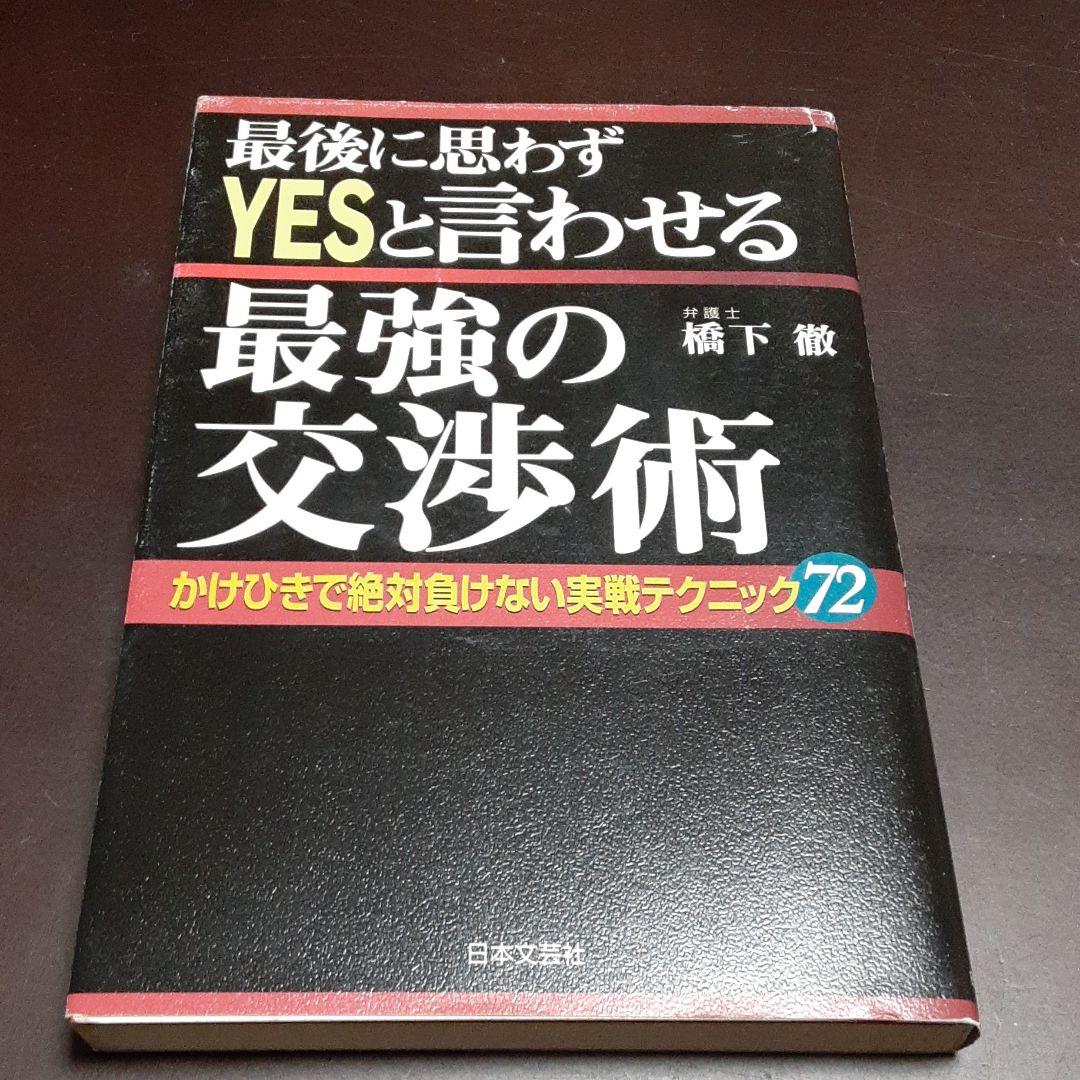 最後に思わず
YESと言わせる
最強の
弁護士
橋下 徹
交渉術
かけひきで絶対負けない実戦テクニック72
日本文芸社